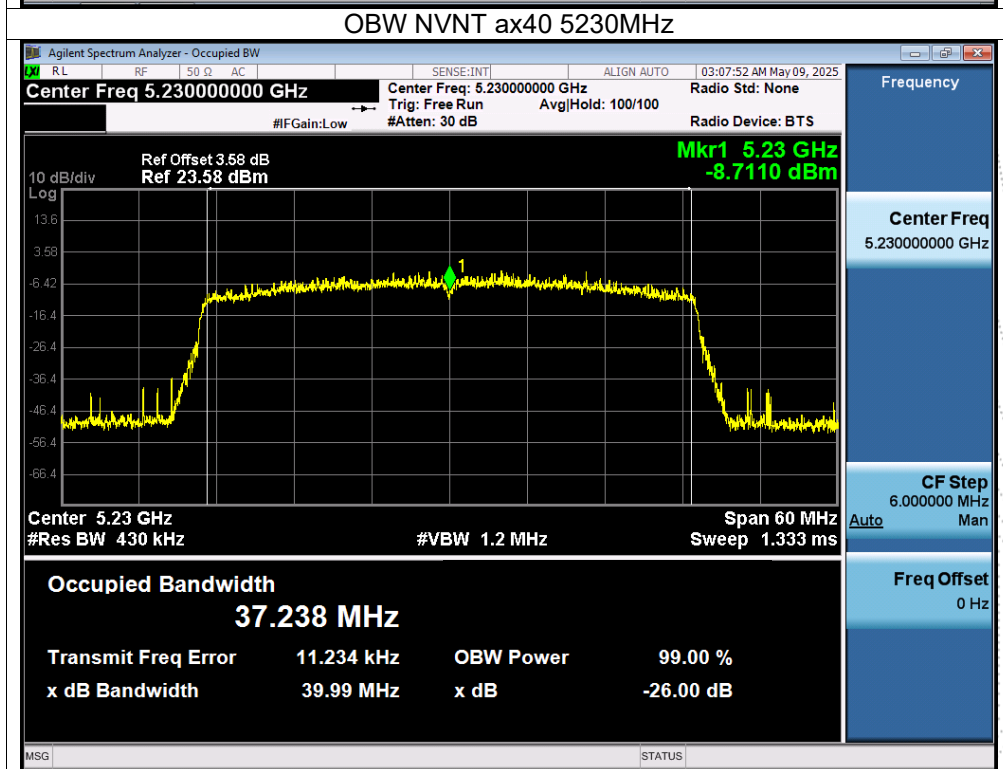 OBW NVNT ax40 5230MHz
Agilent Spectrum Analyzer - Occupied BW
LXI RL RF 50 Ω AC SENSE:INT ALIGN AUTO 03:07:52 AM May 09, 2025
Center Freq 5.230000000 GHz
Center Freq: 5.230000000 GHz Radio Std: None
Trig: Free Run Avg|Hold: 100/100
#IFGain:Low #Atten: 30 dB Radio Device: BTS
Frequency
Mkr1 5.23 GHz
-8.7110 dBm
Ref Offset 3.58 dB
10 dB/div Ref 23.58 dBm
Log
13.6
3.58
-6.42
-16.4
-26.4
-36.4
-46.4
-56.4
-66.4
1
Center 5.23 GHz Span 60 MHz
#Res BW 430 kHz #VBW 1.2 MHz Sweep 1.333 ms
Center Freq
5.230000000 GHz
CF Step
6.000000 MHz
Auto Man
Freq Offset
0 Hz
Occupied Bandwidth
37.238 MHz
Transmit Freq Error 11.234 kHz OBW Power 99.00 %
x dB Bandwidth 39.99 MHz x dB -26.00 dB
MSG STATUS